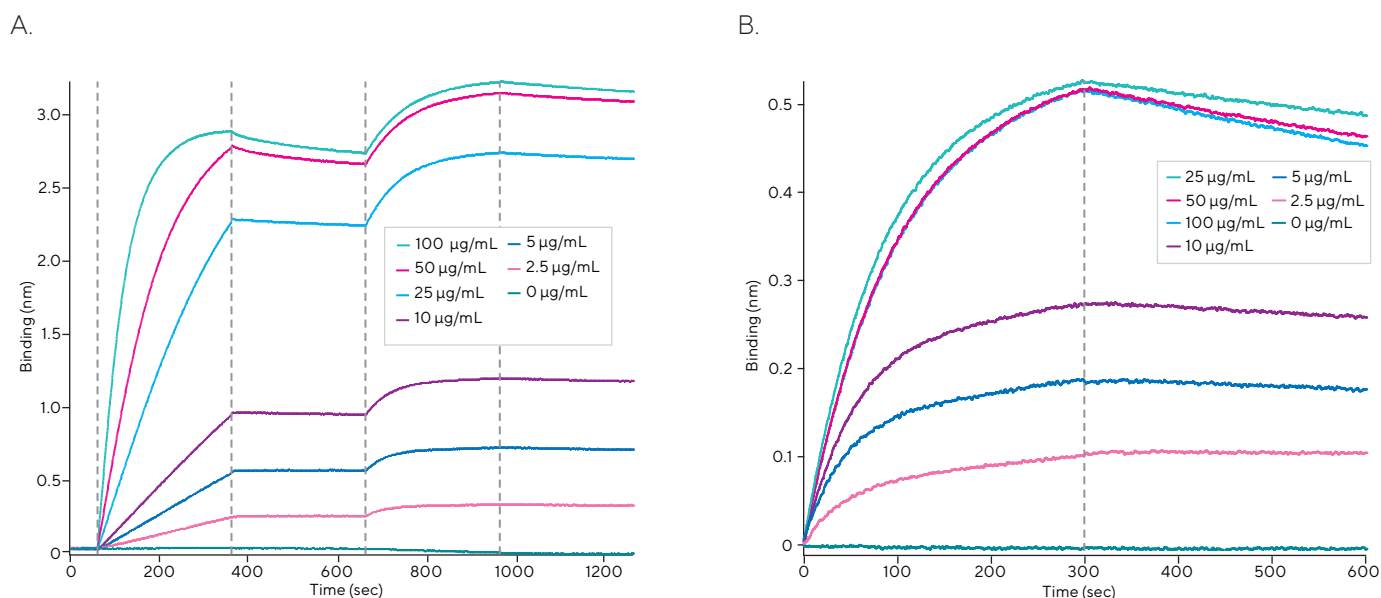 A.
Binding (nm)
3.0
2.5
2.0
1.5
1.0
0.5
0
0
200
400
600
800
1000
1200
Time (sec)
100 µg/mL
50 µg/mL
25 µg/mL
10 µg/mL
5 µg/mL
2.5 µg/mL
0 µg/mL
B.
Binding (nm)
0.5
0.4
0.3
0.2
0.1
0
0
100
200
300
400
500
600
Time (sec)
25 µg/mL
50 µg/mL
100 µg/mL
10 µg/mL
5 µg/mL
2.5 µg/mL
0 µg/mL